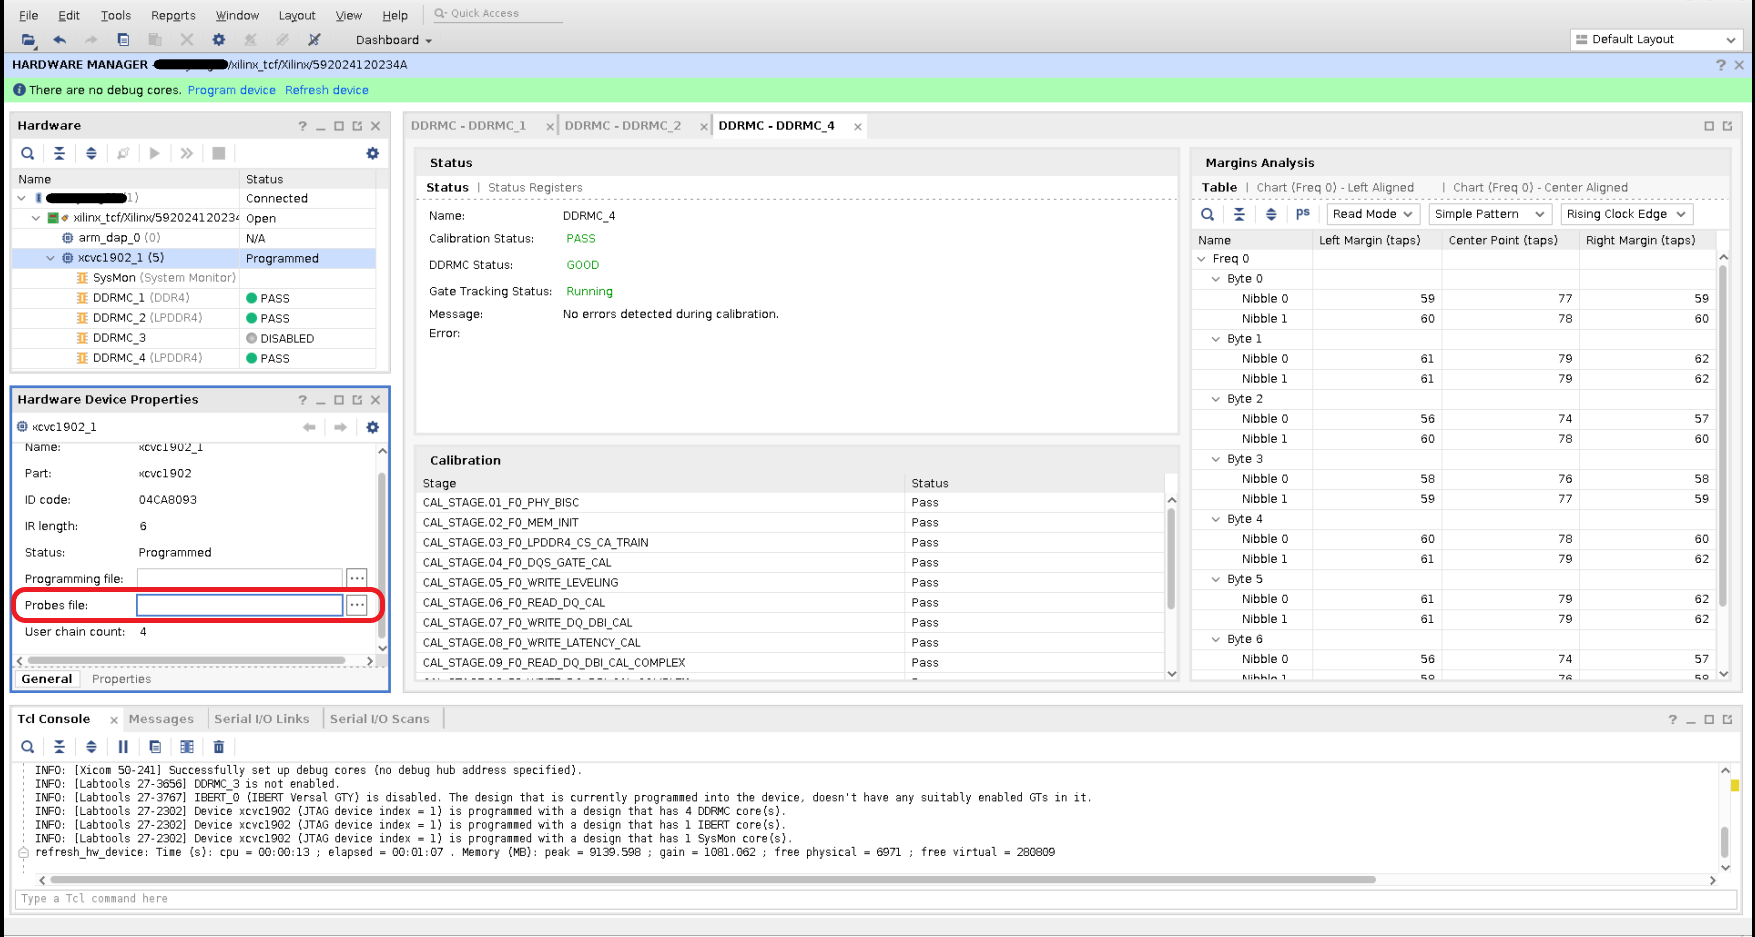 File Edit Tools Reports Window Layout View Help Quick Access
Dashboard Default Layout
HARDWARE MANAGER - /xilinx_tcf/Xilinx/592024120234A
There are no debug cores. Program device Refresh device
Hardware
Name Status
1) Connected
xilinx_tcf/Xilinx/592024120234 Open
arm_dap_0 (0) N/A
xcvc1902_1 (5) Programmed
SysMon (System Monitor)
DDRMC_1 (DDR4) PASS
DDRMC_2 (LPDDR4) PASS
DDRMC_3 DISABLED
DDRMC_4 (LPDDR4) PASS
Hardware Device Properties
xcvc1902_1
Name: xcvc1902_1
Part: xcvc1902
ID code: 04CA8093
IR length: 6
Status: Programmed
Programming file: ...
Probes file: ...
User chain count: 4
General Properties
DDRMC - DDRMC_1 DDRMC - DDRMC_2 DDRMC - DDRMC_4
Status
Status | Status Registers
Name: DDRMC_4
Calibration Status: PASS
DDRMC Status: GOOD
Gate Tracking Status: Running
Message: No errors detected during calibration.
Error:
Calibration
Stage Status
CAL_STAGE.01_F0_PHY_BISC Pass
CAL_STAGE.02_F0_MEM_INIT Pass
CAL_STAGE.03_F0_LPDDR4_CS_CA_TRAIN Pass
CAL_STAGE.04_F0_DQS_GATE_CAL Pass
CAL_STAGE.05_F0_WRITE_LEVELING Pass
CAL_STAGE.06_F0_READ_DQ_CAL Pass
CAL_STAGE.07_F0_WRITE_DQ_DBI_CAL Pass
CAL_STAGE.08_F0_WRITE_LATENCY_CAL Pass
CAL_STAGE.09_F0_READ_DQ_DBI_CAL_COMPLEX Pass
Margins Analysis
Table | Chart (Freq 0) - Left Aligned | Chart (Freq 0) - Center Aligned
ps Read Mode Simple Pattern Rising Clock Edge
Name Left Margin (taps) Center Point (taps) Right Margin (taps)
Freq 0
Byte 0
Nibble 0 59 77 59
Nibble 1 60 78 60
Byte 1
Nibble 0 61 79 62
Nibble 1 61 79 62
Byte 2
Nibble 0 56 74 57
Nibble 1 60 78 60
Byte 3
Nibble 0 58 76 58
Nibble 1 59 77 59
Byte 4
Nibble 0 60 78 60
Nibble 1 61 79 62
Byte 5
Nibble 0 61 79 62
Nibble 1 61 79 62
Byte 6
Nibble 0 56 74 57
Nibble 1 58 76 58
Tcl Console Messages Serial I/O Links Serial I/O Scans
INFO: [Xicom 50-241] Successfully set up debug cores (no debug hub address specified).
INFO: [Labtools 27-3656] DDRMC_3 is not enabled.
INFO: [Labtools 27-3767] IBERT_0 (IBERT Versal GTY) is disabled. The design that is currently programmed into the device, doesn't have any suitably enabled GTs in it.
INFO: [Labtools 27-2302] Device xcvc1902 (JTAG device index = 1) is programmed with a design that has 4 DDRMC core(s).
INFO: [Labtools 27-2302] Device xcvc1902 (JTAG device index = 1) is programmed with a design that has 1 IBERT core(s).
INFO: [Labtools 27-2302] Device xcvc1902 (JTAG device index = 1) is programmed with a design that has 1 SysMon core(s).
refresh_hw_device: Time (s): cpu = 00:00:13 ; elapsed = 00:01:07 . Memory (MB): peak = 9139.598 ; gain = 1081.062 ; free physical = 6971 ; free virtual = 280809
Type a Tcl command here